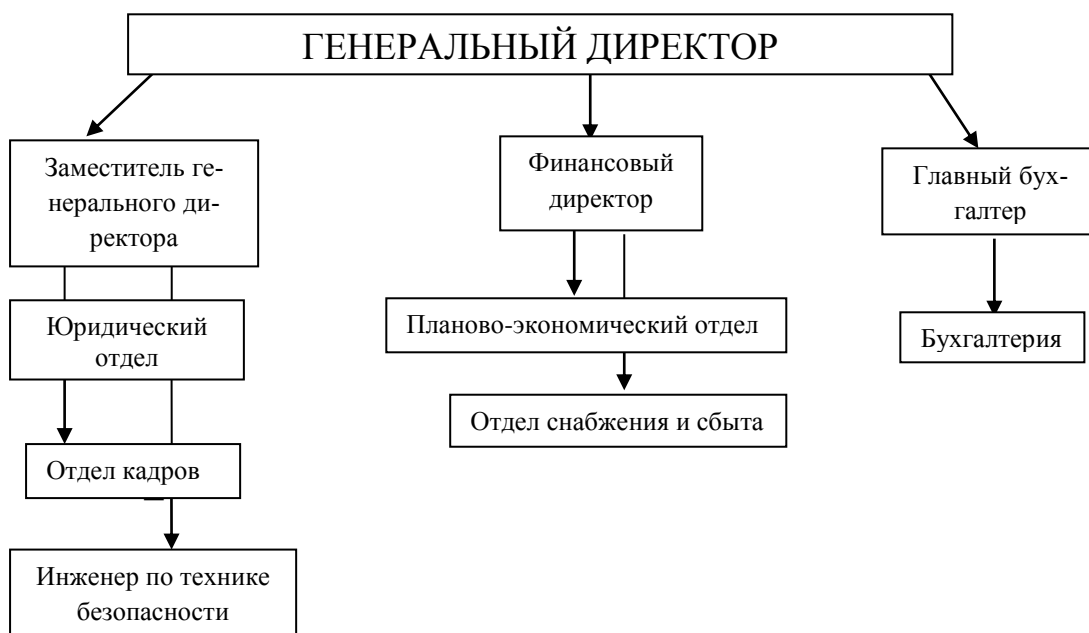 ГЕНЕРАЛЬНЫЙ ДИРЕКТОР
Заместитель ге-
нерального ди-
ректора
Финансовый
директор
Главный бух-
галтер
Юридический
отдел
Планово-экономический отдел
Бухгалтерия
Отдел снабжения и сбыта
Отдел кадров
Инженер по технике
безопасности